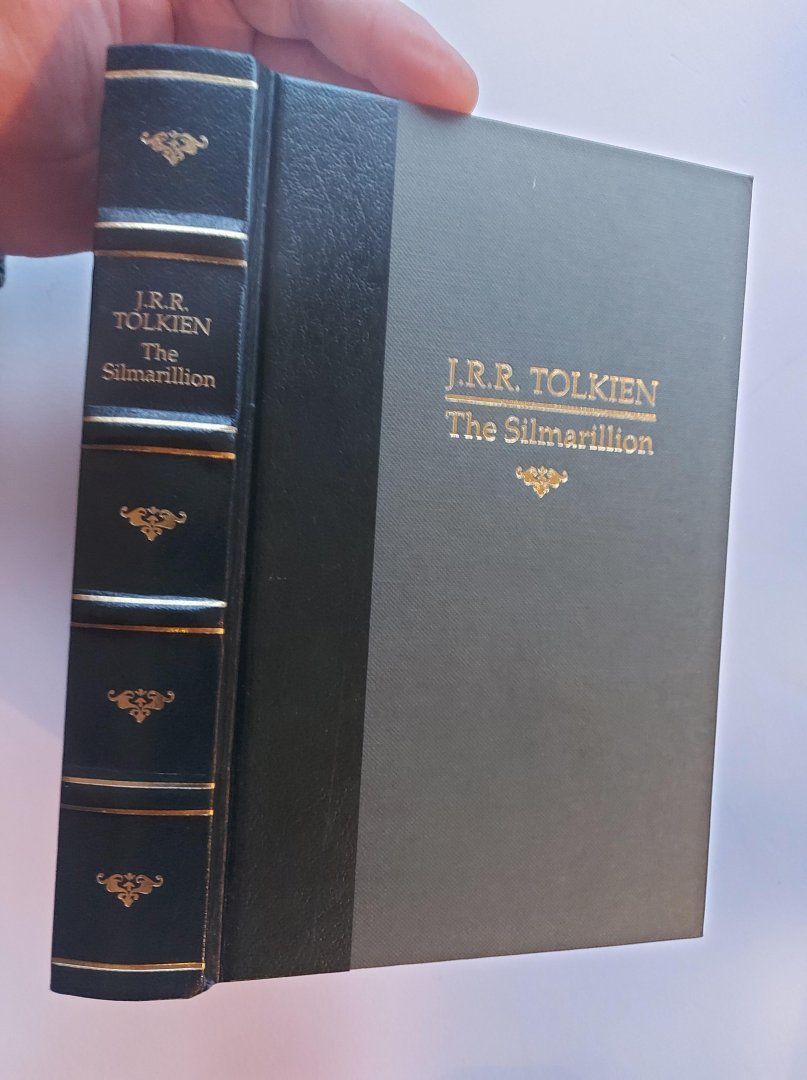 J.R.R.
TOLKIEN
The
Silmarillion
J.R.R. TOLKIEN
The Silmarillion